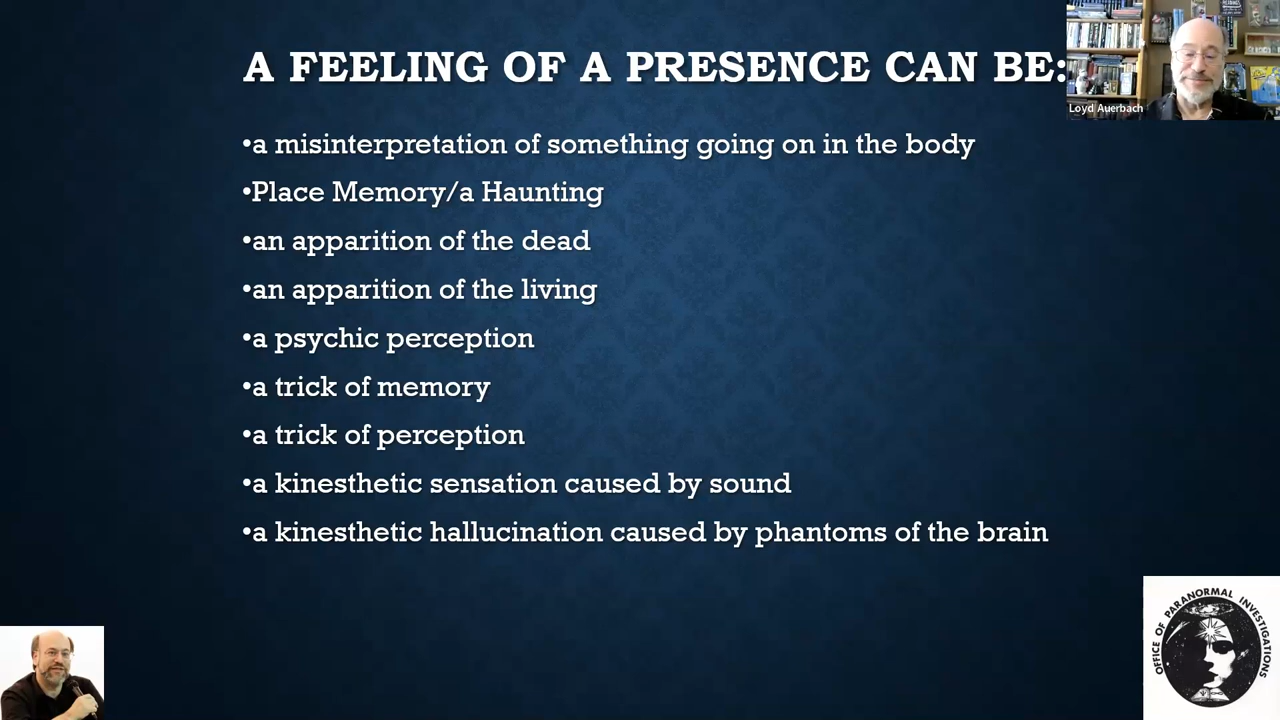 A FEELING OF A PRESENCE CAN BE:
Loyd Auerbach
•a misinterpretation of something going on in the body
•Place Memory/a Haunting
•an apparition of the dead
•an apparition of the living
•a psychic perception
•a trick of memory
•a trick of perception
•a kinesthetic sensation caused by sound
•a kinesthetic hallucination caused by phantoms of the brain
OFFICE OF PARANORMAL INVESTIGATIONS